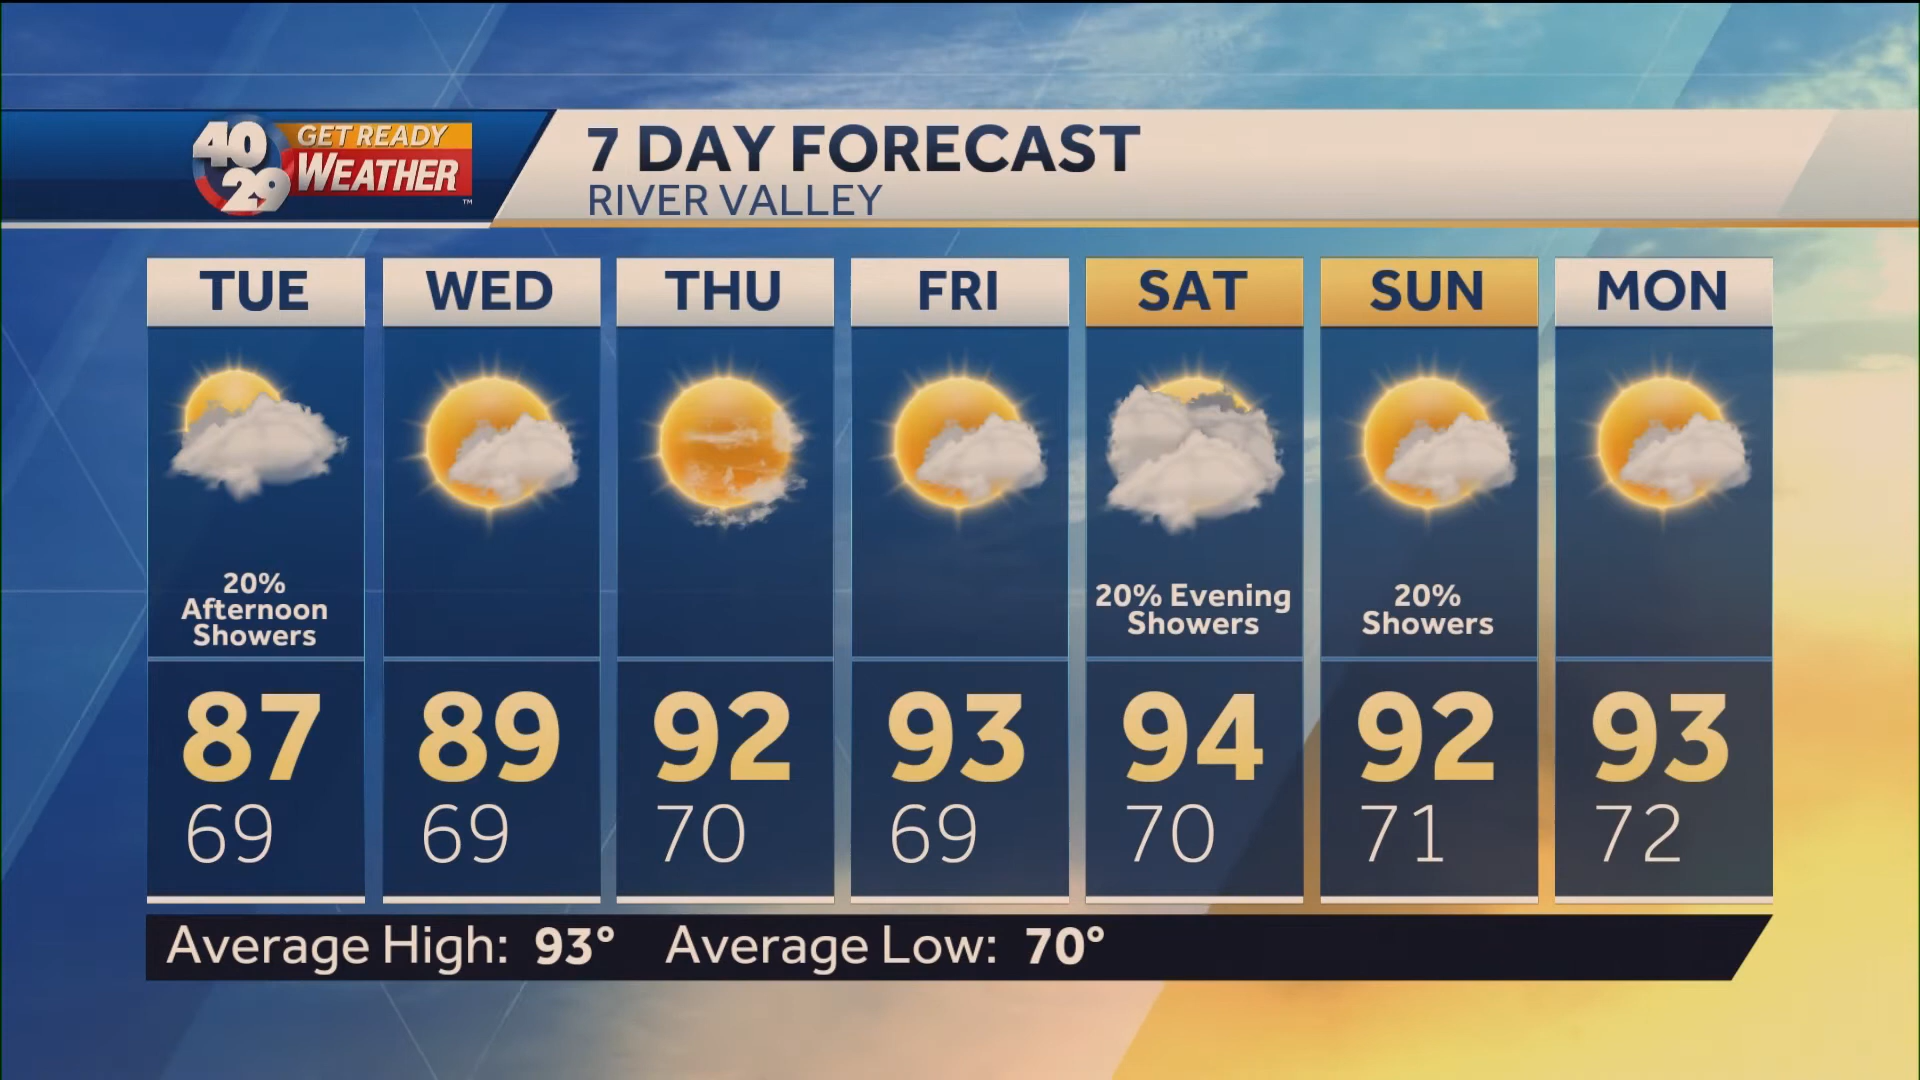 40
29
GET READY
WEATHER
™
7 DAY FORECAST
RIVER VALLEY
TUE
20%
Afternoon
Showers
87
69
WED
89
69
THU
92
70
FRI
93
69
SAT
20% Evening
Showers
94
70
SUN
20%
Showers
92
71
MON
93
72
Average High: 93° Average Low: 70°